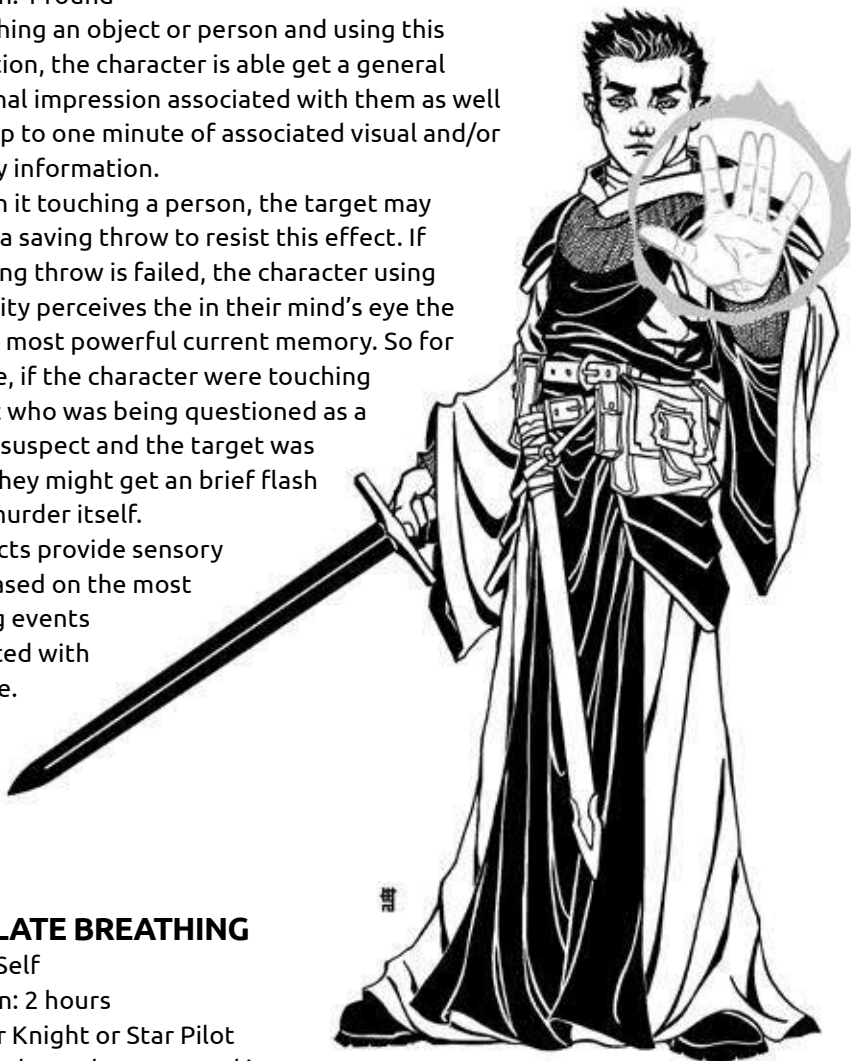 n: 1 round
hing an object or person and using this
ion, the character is able get a general
nal impression associated with them as well
p to one minute of associated visual and/or
y information.
n it touching a person, the target may
a saving throw to resist this effect. If
ng throw is failed, the character using
ity perceives the in their mind’s eye the
most powerful current memory. So for
e, if the character were touching
t who was being questioned as a
suspect and the target was
hey might get an brief flash
nurder itself.
cts provide sensory
ased on the most
g events
ted with
e.
LATE BREATHING
Self
n: 2 hours
r Knight or Star Pilot